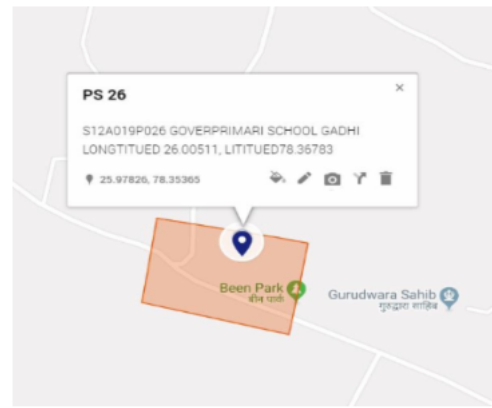 PS 26
×
S12A019P026 GOVERPRIMARI SCHOOL GADHI
LONGTITUED 26.00511, LITITUED78.36783
25.97826, 78.35365
Been Park
बीन पार्क
Gurudwara Sahib
गुरुद्वारा साहिब